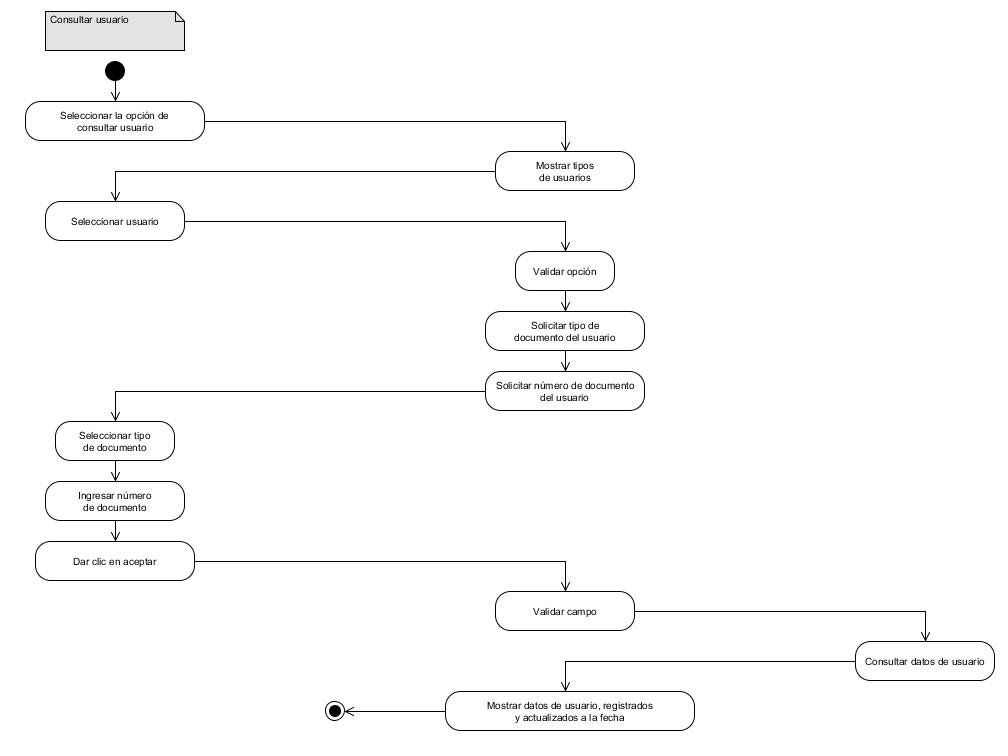 Consultar usuario
Seleccionar la opción de
consultar usuario
Mostrar tipos
de usuarios
Seleccionar usuario
Validar opción
Solicitar tipo de
documento del usuario
Solicitar número de documento
del usuario
Seleccionar tipo
de documento
Ingresar número
de documento
Dar clic en aceptar
Validar campo
Consultar datos de usuario
Mostrar datos de usuario, registrados
y actualizados a la fecha